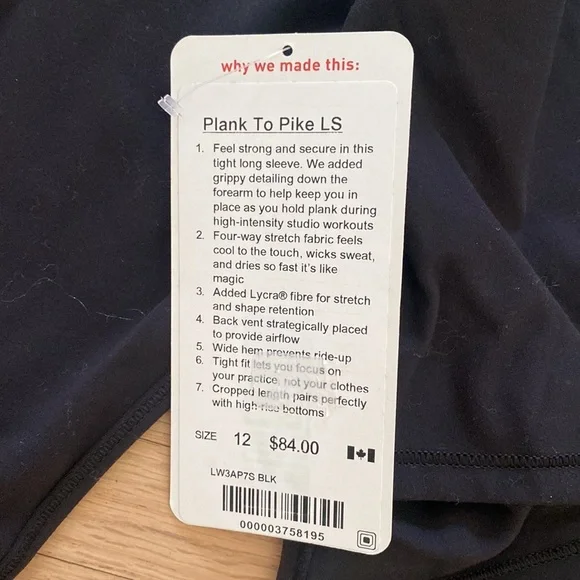 why we made this:
Plank To Pike LS
1. Feel strong and secure in this
tight long sleeve. We added
grippy detailing down the
forearm to help keep you in
place as you hold plank during
high-intensity studio workouts
2. Four-way stretch fabric feels
cool to the touch, wicks sweat,
and dries so fast it's like
magic
3. Added Lycra® fibre for stretch
and shape retention
4. Back vent strategically placed
to provide airflow
5. Wide hem prevents ride-up
6. Tight fit lets you focus on
your practice, not your clothes
7. Cropped length pairs perfectly
with high-rise bottoms
SIZE 12 $84.00
LW3AP7S BLK
000003758195